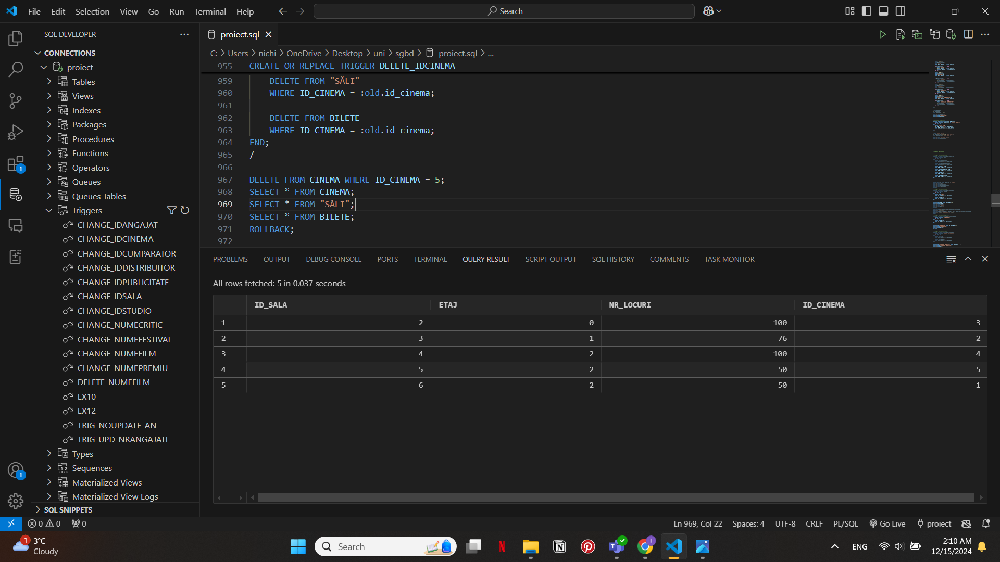 File Edit Selection View Go Run Terminal Help
Search
SQL DEVELOPER
CONNECTIONS
proiect
Tables
Views
Indexes
Packages
Procedures
Functions
Operators
Queues
Queues Tables
Triggers
CHANGE_IDANGAJAT
CHANGE_IDCINEMA
CHANGE_IDCUMPARATOR
CHANGE_IDDISTRIBUITOR
CHANGE_IDPUBLICITATE
CHANGE_IDSALA
CHANGE_IDSTUDIO
CHANGE_NUMECRITIC
CHANGE_NUMEFESTIVAL
CHANGE_NUMEFILM
CHANGE_NUMEPREMIU
DELETE_NUMEFILM
EX10
EX12
TRIG_NOUPDATE_AN
TRIG_UPD_NRANGAJATI
Types
Sequences
Materialized Views
Materialized View Logs
SQL SNIPPETS
1
1
proiect.sql
C: > Users > nichi > OneDrive > Desktop > uni > sgbd > proiect.sql > ...
955 CREATE OR REPLACE TRIGGER DELETE_IDCINEMA
959 DELETE FROM "SĂLI"
960 WHERE ID_CINEMA = :old.id_cinema;
961
962 DELETE FROM BILETE
963 WHERE ID_CINEMA = :old.id_cinema;
964 END;
965 /
966
967 DELETE FROM CINEMA WHERE ID_CINEMA = 5;
968 SELECT * FROM CINEMA;
969 SELECT * FROM "SĂLI";
970 SELECT * FROM BILETE;
971 ROLLBACK;
972
PROBLEMS OUTPUT DEBUG CONSOLE PORTS TERMINAL QUERY RESULT SCRIPT OUTPUT SQL HISTORY COMMENTS TASK MONITOR
All rows fetched: 5 in 0.037 seconds
ID_SALA ETAJ NR_LOCURI ID_CINEMA
1 2 0 100 3
2 3 1 76 2
3 4 2 100 4
4 5 2 50 5
5 6 2 50 1
0 0 0 Ln 969, Col 22 Spaces: 4 UTF-8 CRLF PL/SQL Go Live proiect
1
3°C
Cloudy
Search
ENG
2:10 AM
12/15/2024